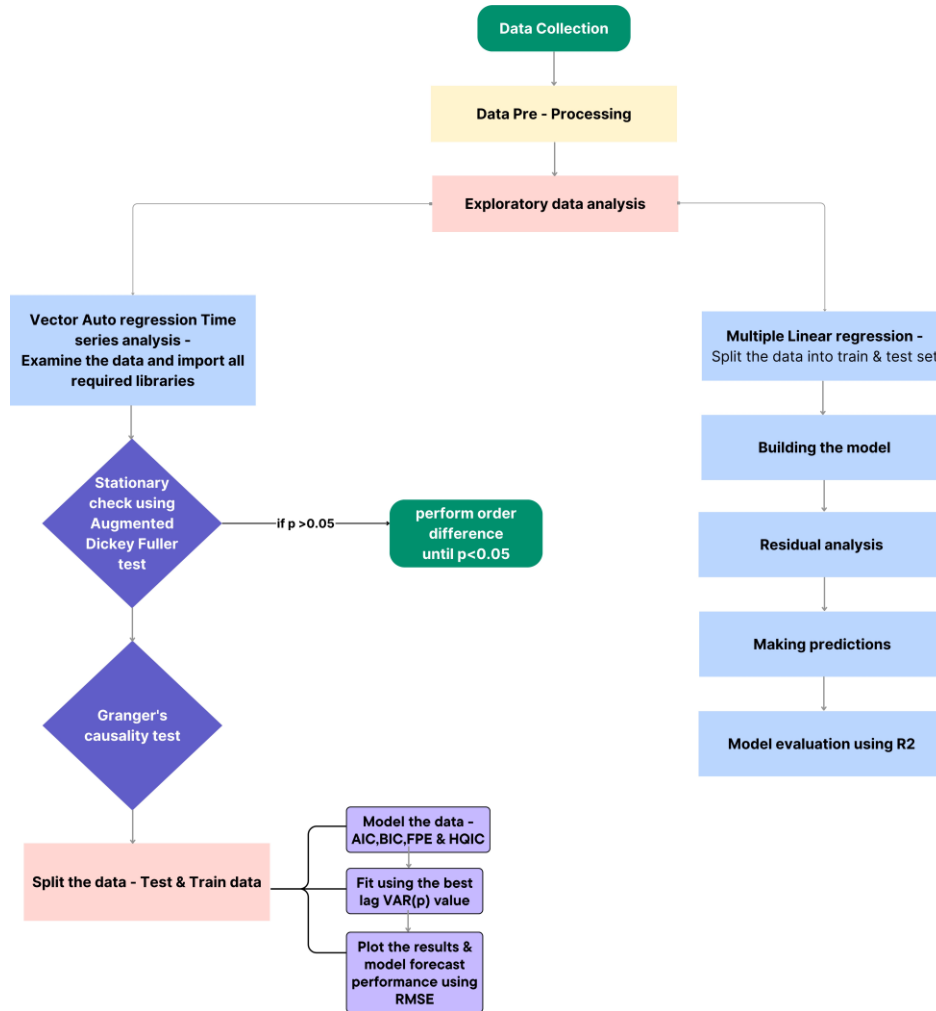 Data Collection
Data Pre - Processing
Exploratory data analysis
Vector Auto regression Time
series analysis -
Examine the data and import all
required libraries
Stationary
check using
Augmented
Dickey Fuller
test
if p >0.05
perform order
difference
until p<0.05
Granger's
causality test
Split the data - Test & Train data
Model the data -
AIC,BIC,FPE & HQIC
Fit using the best
lag VAR(p) value
Plot the results &
model forecast
performance using
RMSE
Multiple Linear regression -
Split the data into train & test set
Building the model
Residual analysis
Making predictions
Model evaluation using R2